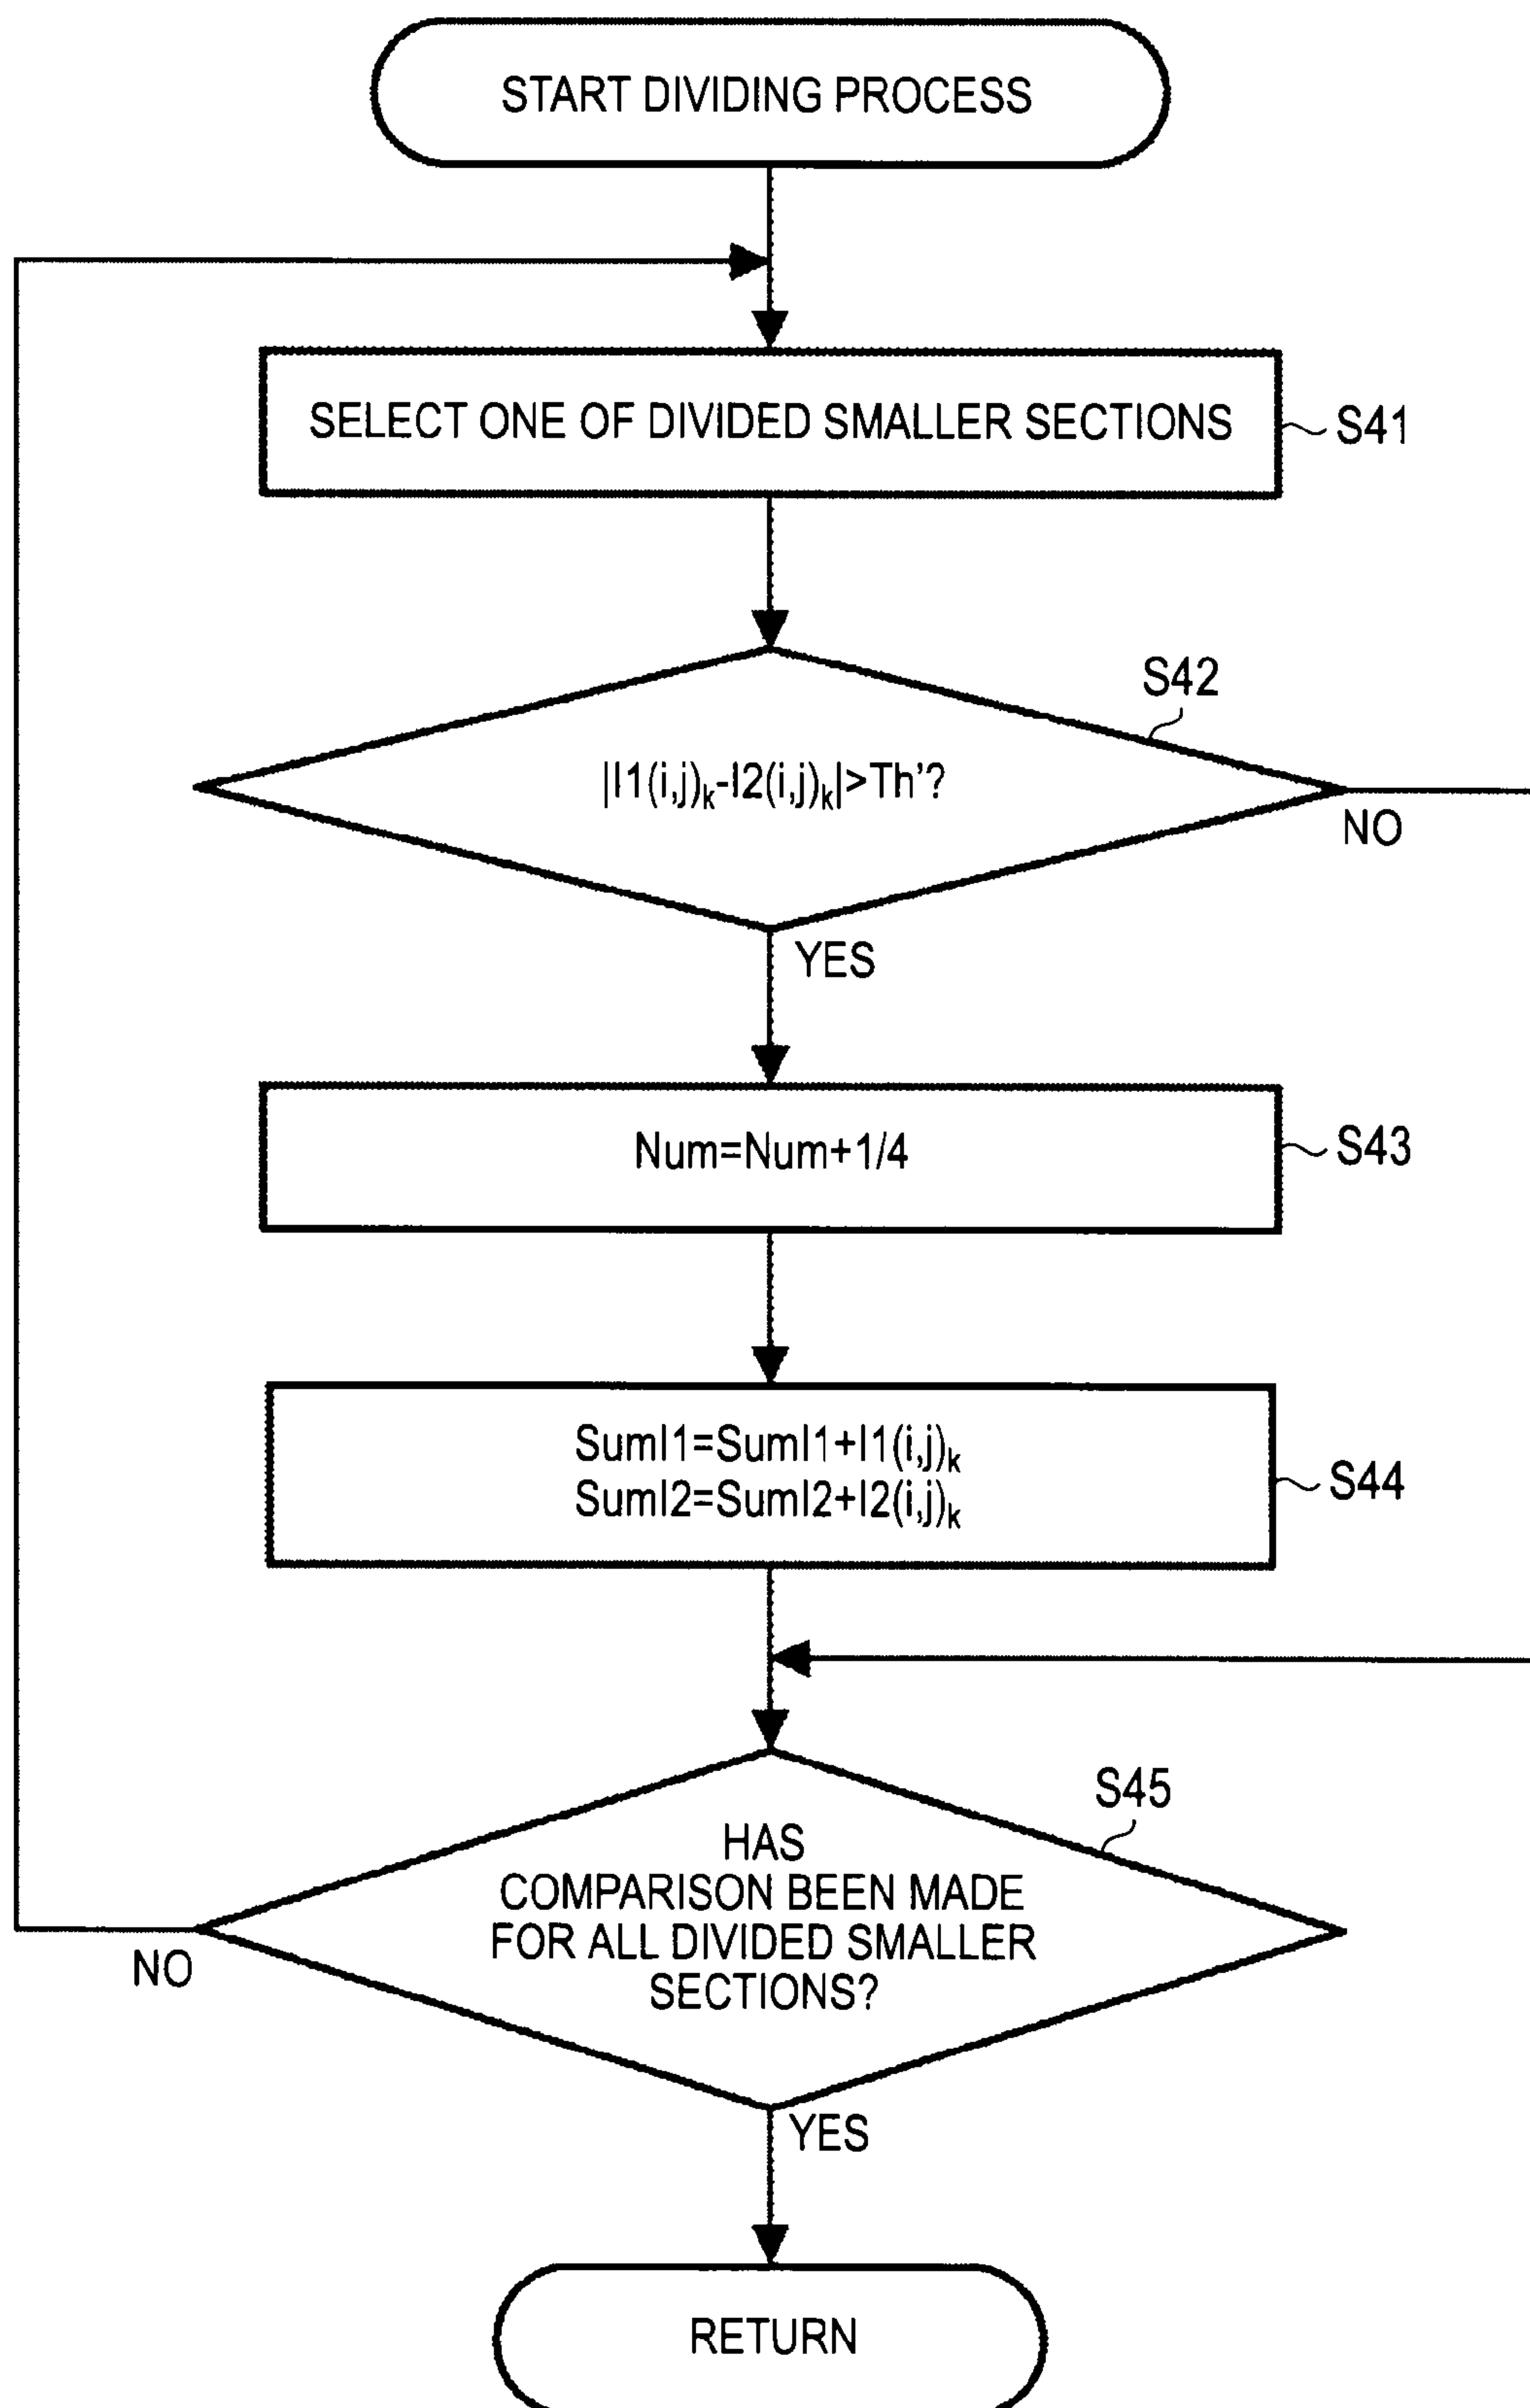 START DIVIDING PROCESS
SELECT ONE OF DIVIDED SMALLER SECTIONS
S41
S42
|I1(i,j)k-I2(i,j)k|>Th'?
NO
YES
Num=Num+1/4
S43
SumI1=SumI1+I1(i,j)k
SumI2=SumI2+I2(i,j)k
S44
S45
HAS
COMPARISON BEEN MADE
FOR ALL DIVIDED SMALLER
SECTIONS?
NO
YES
RETURN